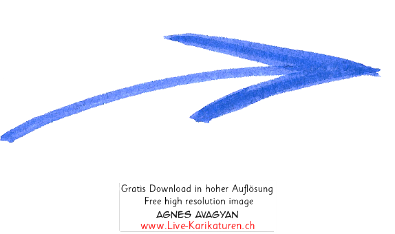 Gratis Download in hoher Auflösung
Free high resolution image
AGNES AVAGYAN
www.Live-Karikaturen.ch